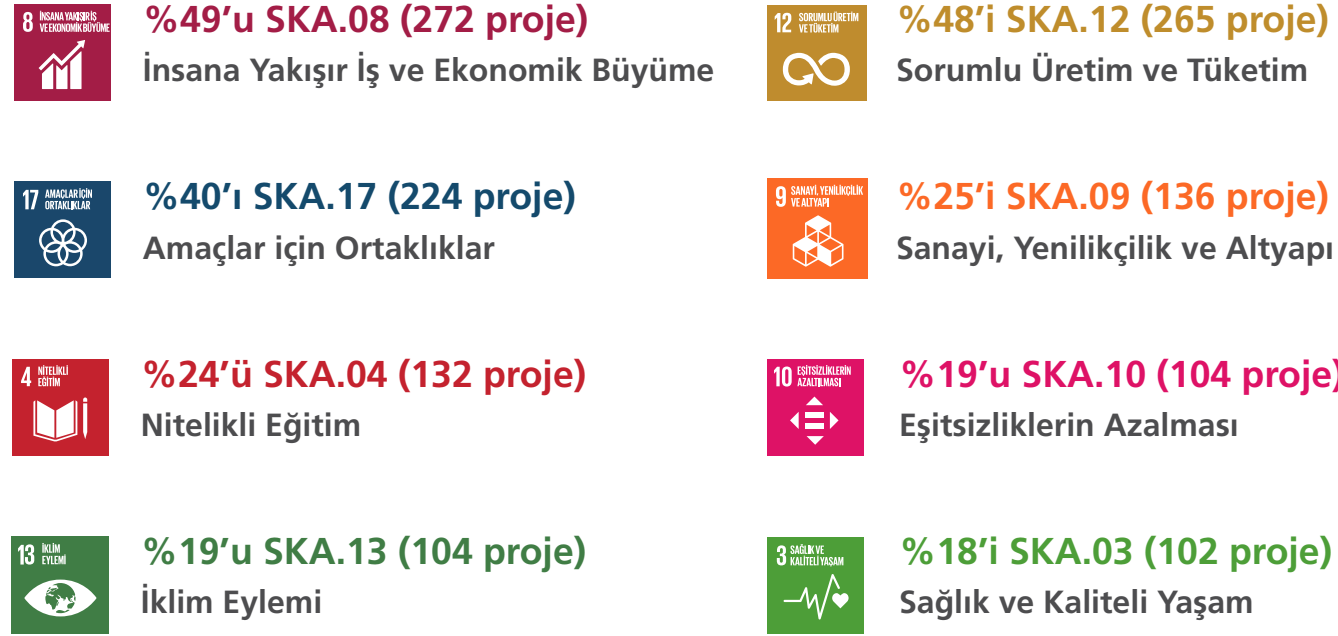 8 İNSANA YAKIŞIR İŞ
VE EKONOMİK BÜYÜME
%49’u SKA.08 (272 proje)
İnsana Yakışır İş ve Ekonomik Büyüme
12 SORUMLU ÜRETİM
VE TÜKETİM
%48’i SKA.12 (265 proje)
Sorumlu Üretim ve Tüketim
17 AMAÇLAR İÇİN
ORTAKLIKLAR
%40’ı SKA.17 (224 proje)
Amaçlar için Ortaklıklar
9 SANAYİ, YENİLİKÇİLİK
VE ALTYAPI
%25’i SKA.09 (136 proje)
Sanayi, Yenilikçilik ve Altyapı
4 NİTELİKLİ
EĞİTİM
%24’ü SKA.04 (132 proje)
Nitelikli Eğitim
10 EŞİTSİZLİKLERİN
AZALTILMASI
%19’u SKA.10 (104 proje)
Eşitsizliklerin Azalması
13 İKLİM
EYLEMİ
%19’u SKA.13 (104 proje)
İklim Eylemi
3 SAĞLIK VE
KALİTELİ YAŞAM
%18’i SKA.03 (102 proje)
Sağlık ve Kaliteli Yaşam